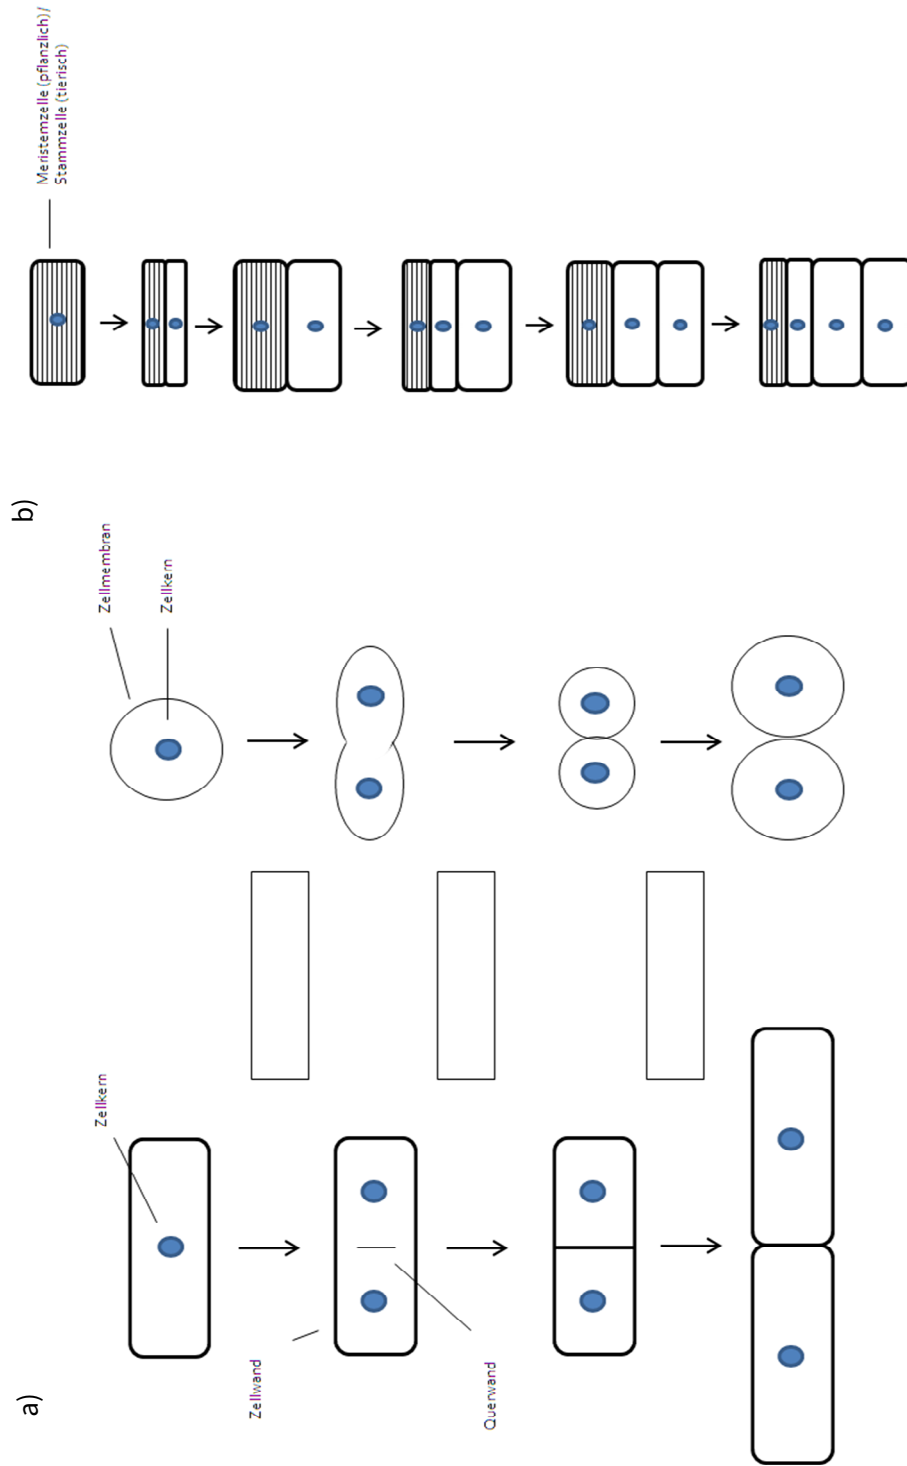 a)
Zellkern
Zellwand
Querwand
Zellmembran
Zellkern
b)
Meristemzelle (pflanzlich)/
Stammzelle (tierisch)